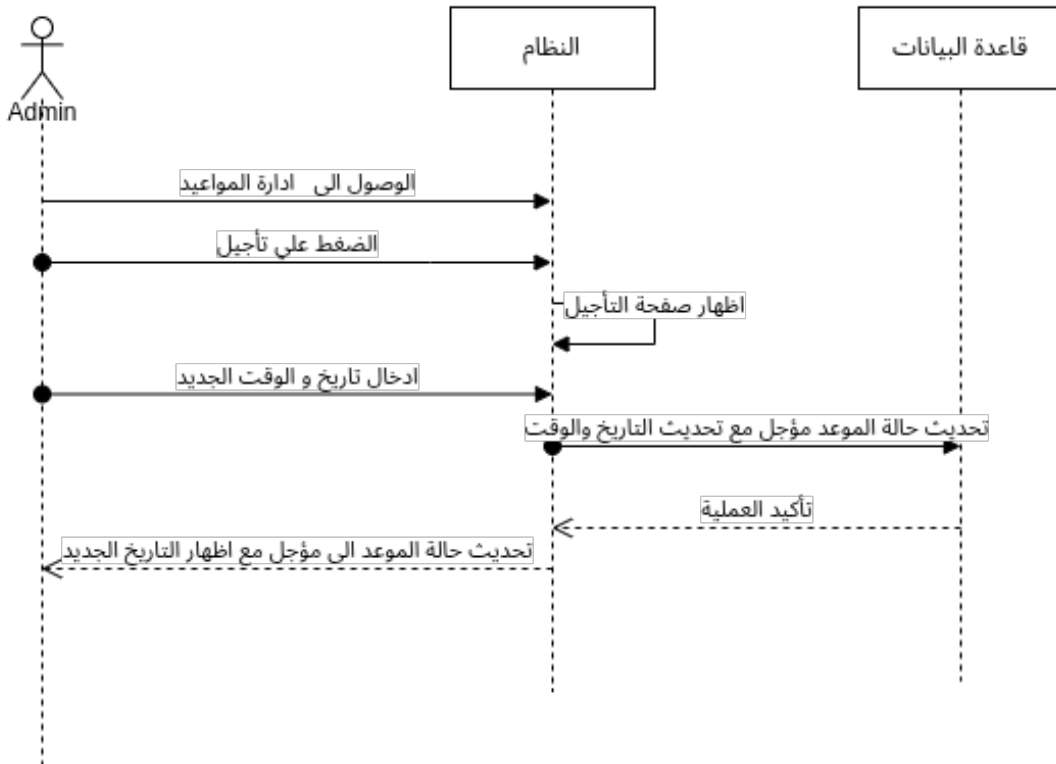 Admin
النظام
قاعدة البيانات
الوصول الى ادارة المواعيد
الضغط علي تأجيل
اظهار صفحة التأجيل
ادخال تاريخ و الوقت الجديد
تحديث حالة الموعد مؤجل مع تحديث التاريخ والوقت
تأكيد العملية
تحديث حالة الموعد الى مؤجل مع اظهار التاريخ الجديد